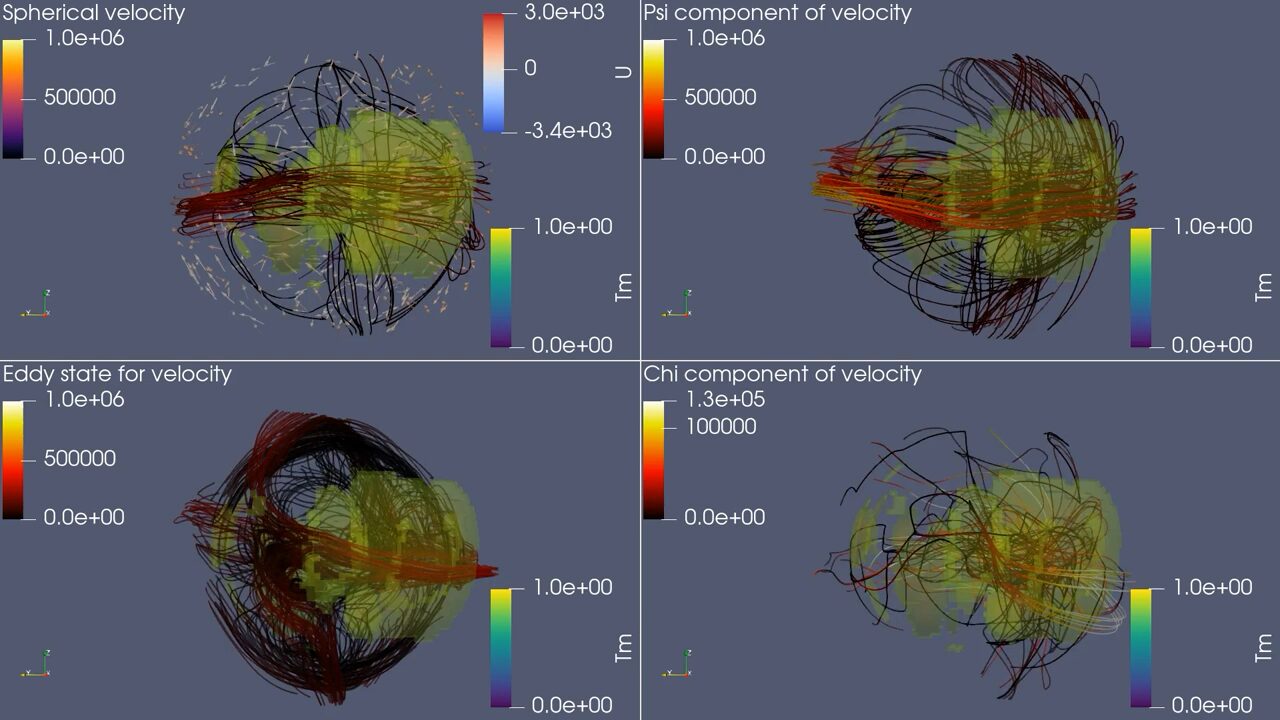 Spherical velocity
1.0e+06
500000
0.0e+00
3.0e+03
0
-3.4e+03
U
1.0e+00
0.0e+00
Tm
Z
Y
X
Psi component of velocity
1.0e+06
500000
0.0e+00
1.0e+00
0.0e+00
Tm
Z
Y
X
Eddy state for velocity
1.0e+06
500000
0.0e+00
1.0e+00
0.0e+00
Tm
Z
Y
X
Chi component of velocity
1.3e+05
100000
0.0e+00
1.0e+00
0.0e+00
Tm
Z
Y
X